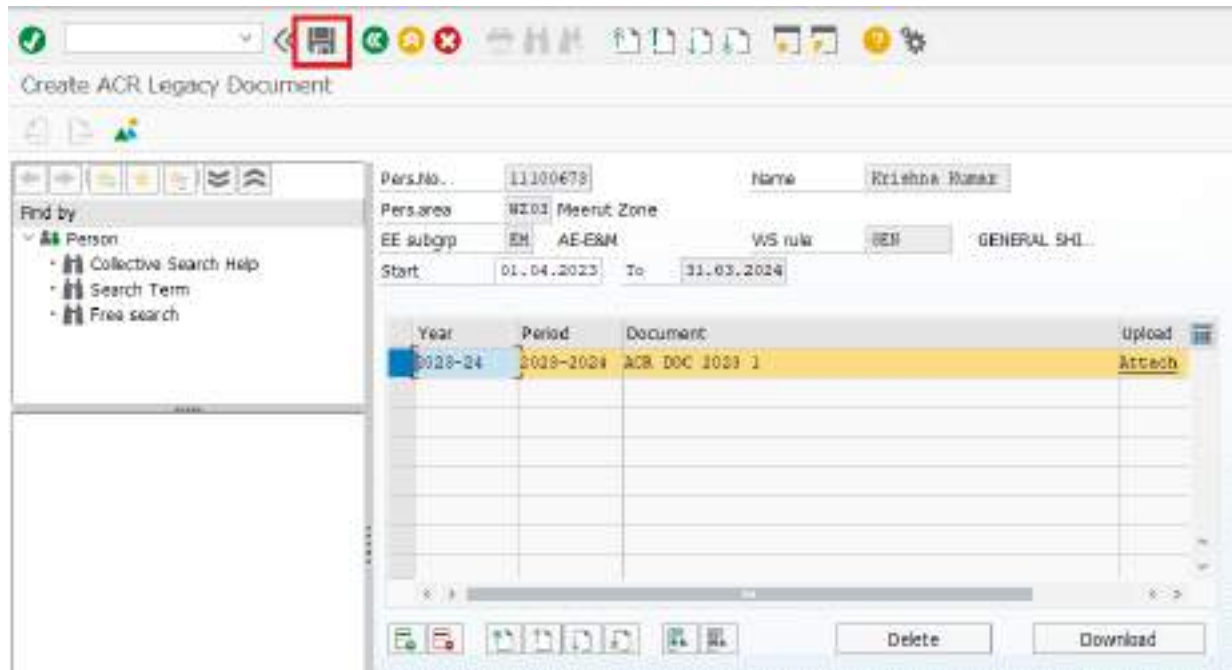 Create ACR Legacy Document
Find by
Person
Collective Search Help
Search Term
Free search
Pers.No.. 11100673 Name Krishna Kumar
Pers.area WZ03 Meerut Zone
EE subgrp EM AE-E&M WS rule GEN GENERAL SHI..
Start 01.04.2023 To 31.03.2024
Year Period Document Upload
2023-24 2023-2024 ACR DOC 2023 1 Attach
Delete Download